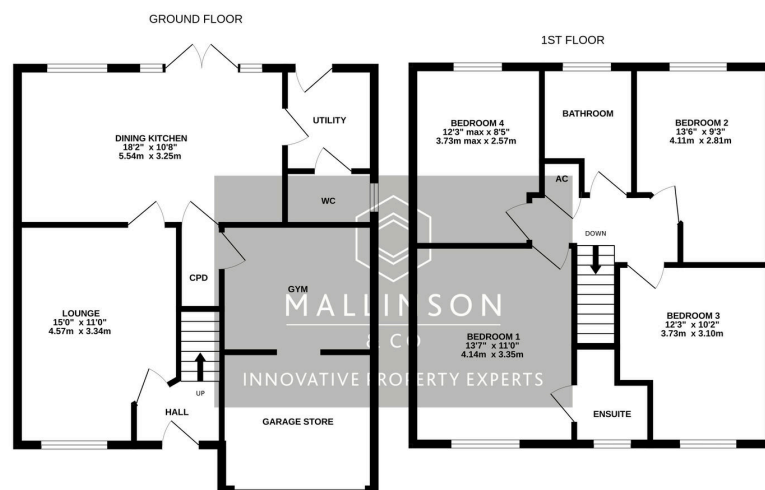 GROUND FLOOR
DINING KITCHEN
18'2" x 10'8"
5.54m x 3.25m
UTILITY
WC
CPD
GYM
LOUNGE
15'0" x 11'0"
4.57m x 3.34m
UP
HALL
GARAGE STORE
1ST FLOOR
BEDROOM 4
12'3" max x 8'5"
3.73m max x 2.57m
BATHROOM
BEDROOM 2
13'6" x 9'3"
4.11m x 2.81m
AC
DOWN
BEDROOM 1
13'7" x 11'0"
4.14m x 3.35m
BEDROOM 3
12'3" x 10'2"
3.73m x 3.10m
ENSUITE
MALLINSON
& CO
INNOVATIVE PROPERTY EXPERTS